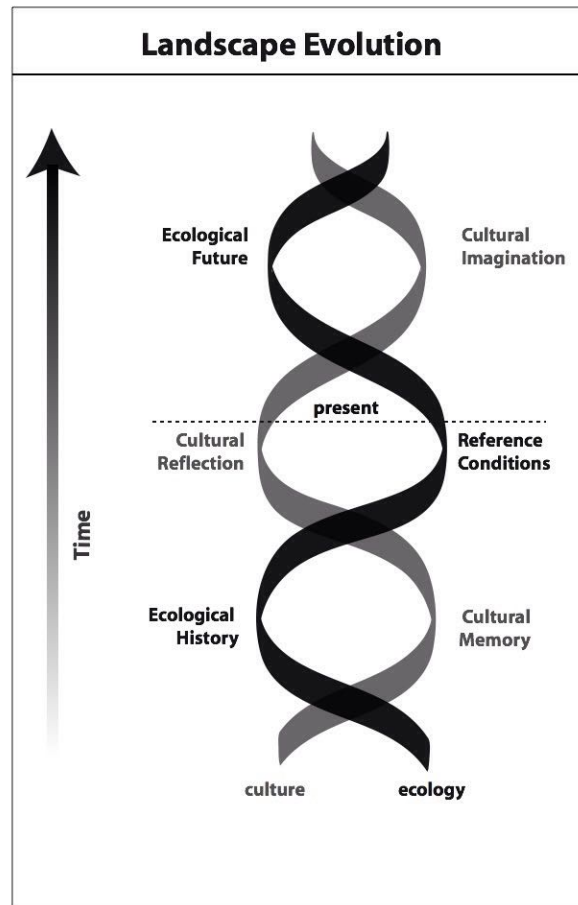 Landscape Evolution
Ecological
Future
Cultural
Imagination
present
Cultural
Reflection
Reference
Conditions
Time
Ecological
History
Cultural
Memory
culture
ecology